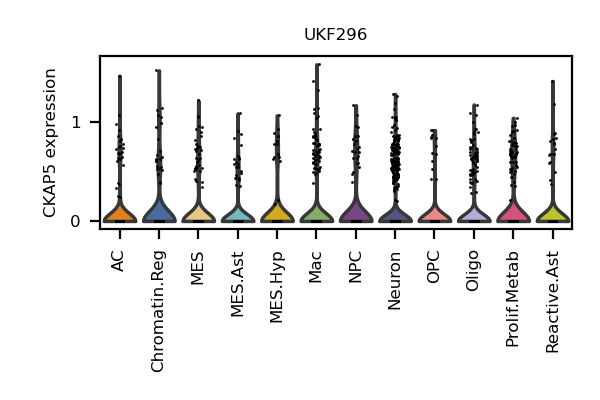 UKF296
CKAP5 expression
1
0
AC
Chromatin.Reg
MES
MES.Ast
MES.Hyp
Mac
NPC
Neuron
OPC
Oligo
Prolif.Metab
Reactive.Ast